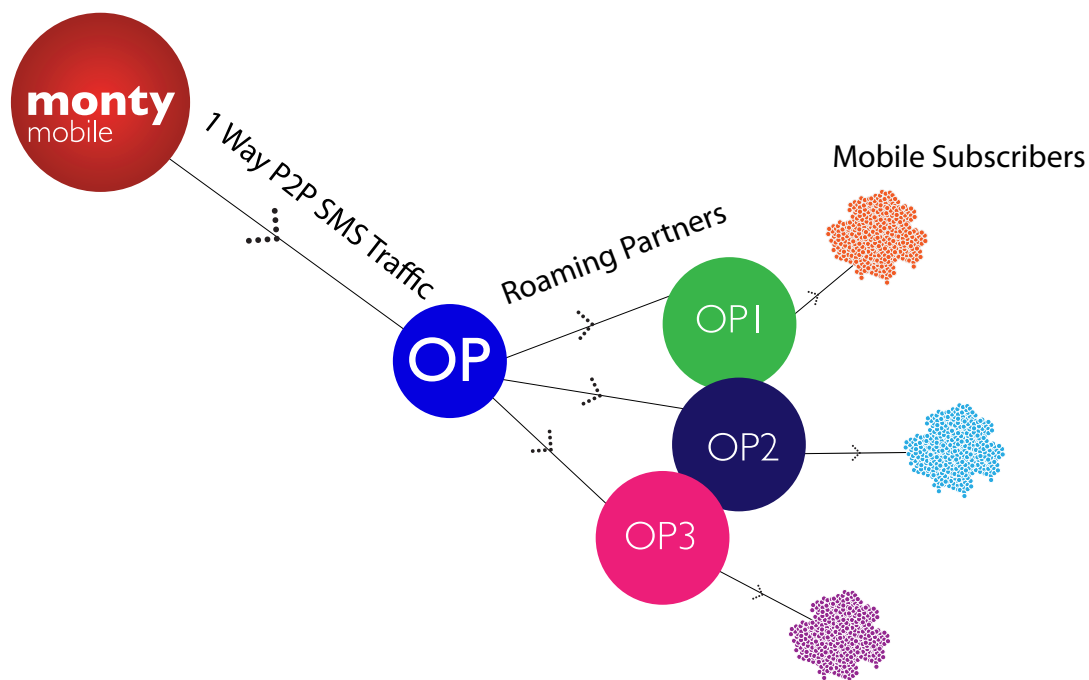 monty
mobile
1 Way P2P SMS Traffic
Mobile Subscribers
Roaming Partners
OP
OP1
OP2
OP3